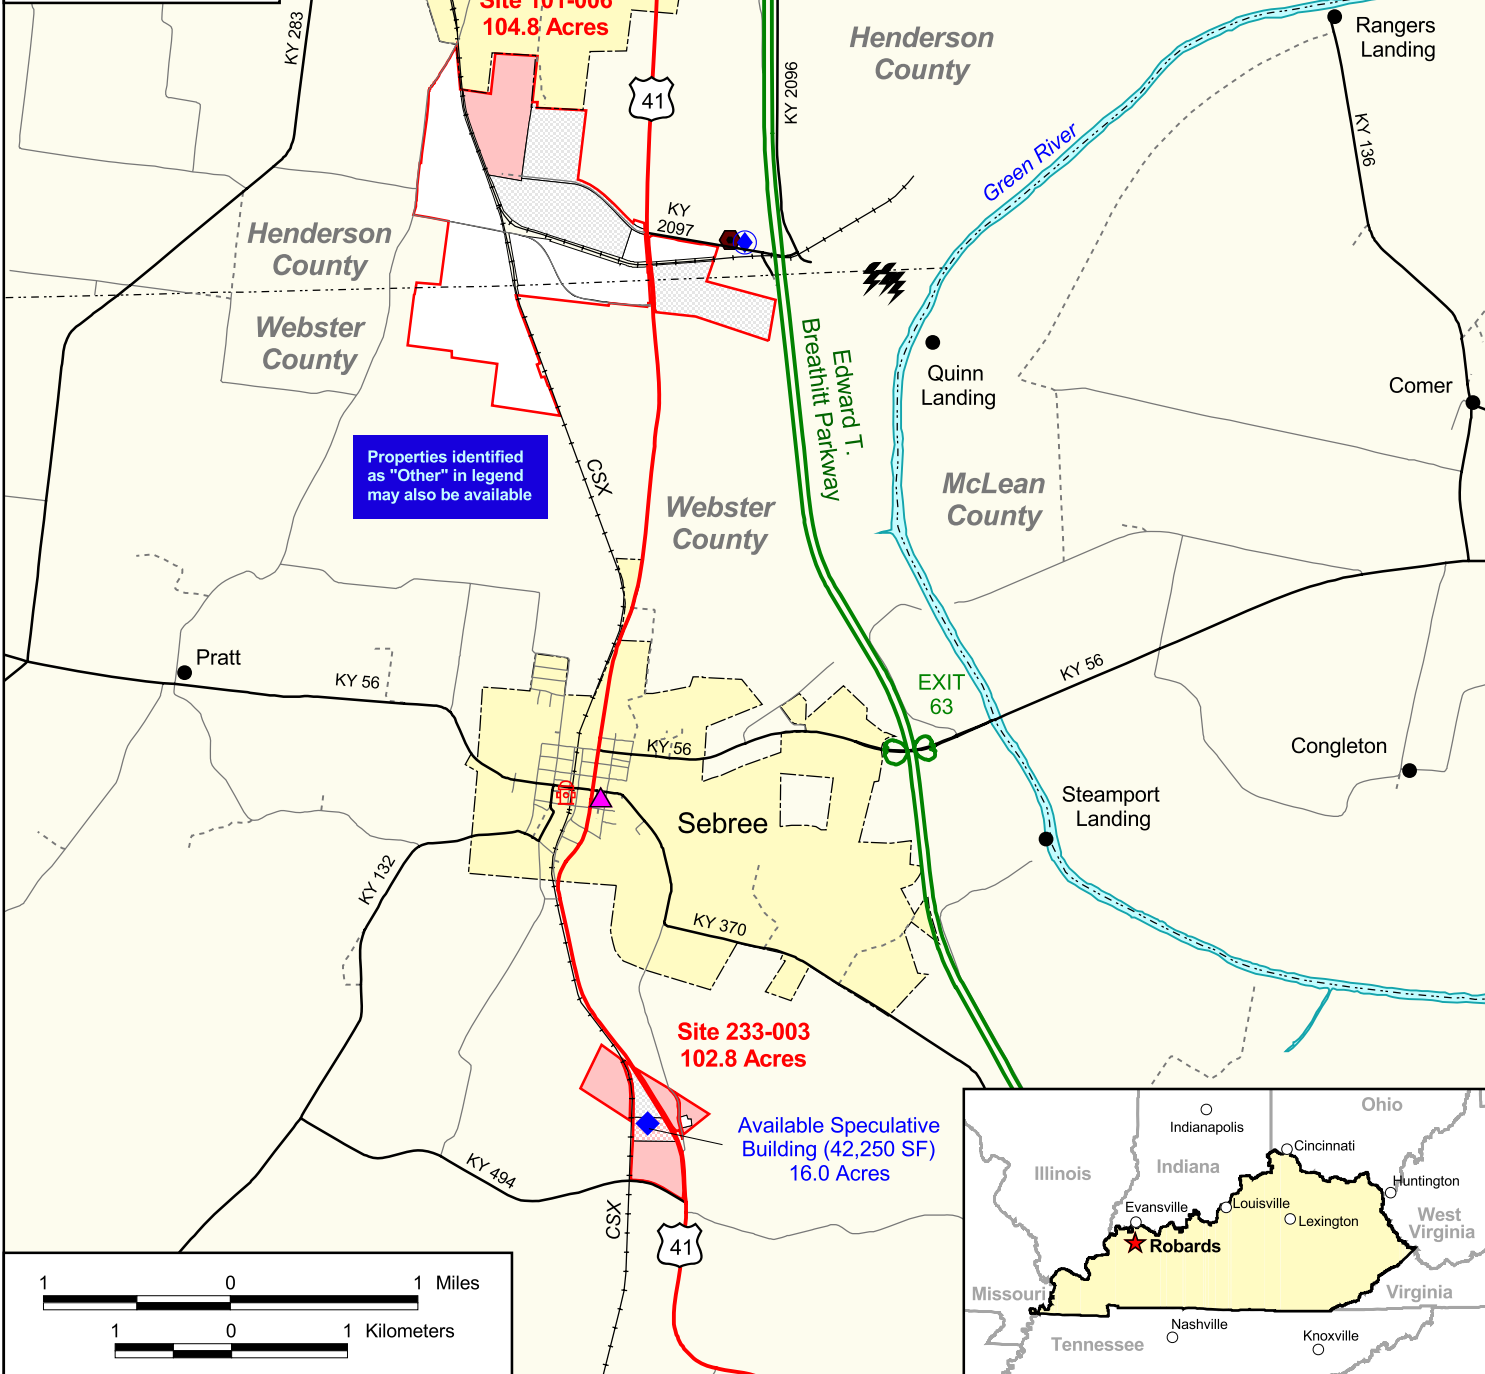 Site 101-006
104.8 Acres
KY 283
41
KY 2096
Henderson
County
Rangers
Landing
KY 136
Green River
KY
2097
Henderson
County
Webster
County
Edward T.
Breathitt Parkway
Quinn
Landing
Comer
Properties identified
as "Other" in legend
may also be available
CSX
Webster
County
McLean
County
Pratt
KY 56
EXIT
63
KY 56
KY 56
Congleton
Steamport
Landing
Sebree
KY 132
KY 370
Site 233-003
102.8 Acres
Available Speculative
Building (42,250 SF)
16.0 Acres
KY 494
CSX
41
1 0 1 Miles
1 0 1 Kilometers
Ohio
Indianapolis
Cincinnati
Illinois
Indiana
Huntington
Evansville
Louisville
Lexington
West
Virginia
Robards
Missouri
Virginia
Nashville
Tennessee
Knoxville